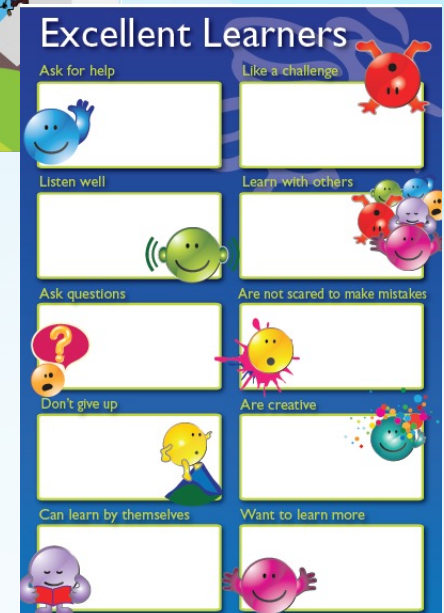 Excellent Learners
Ask for help
Like a challenge
Listen well
Learn with others
Ask questions
Are not scared to make mistakes
?
Don't give up
Are creative
Can learn by themselves
Want to learn more